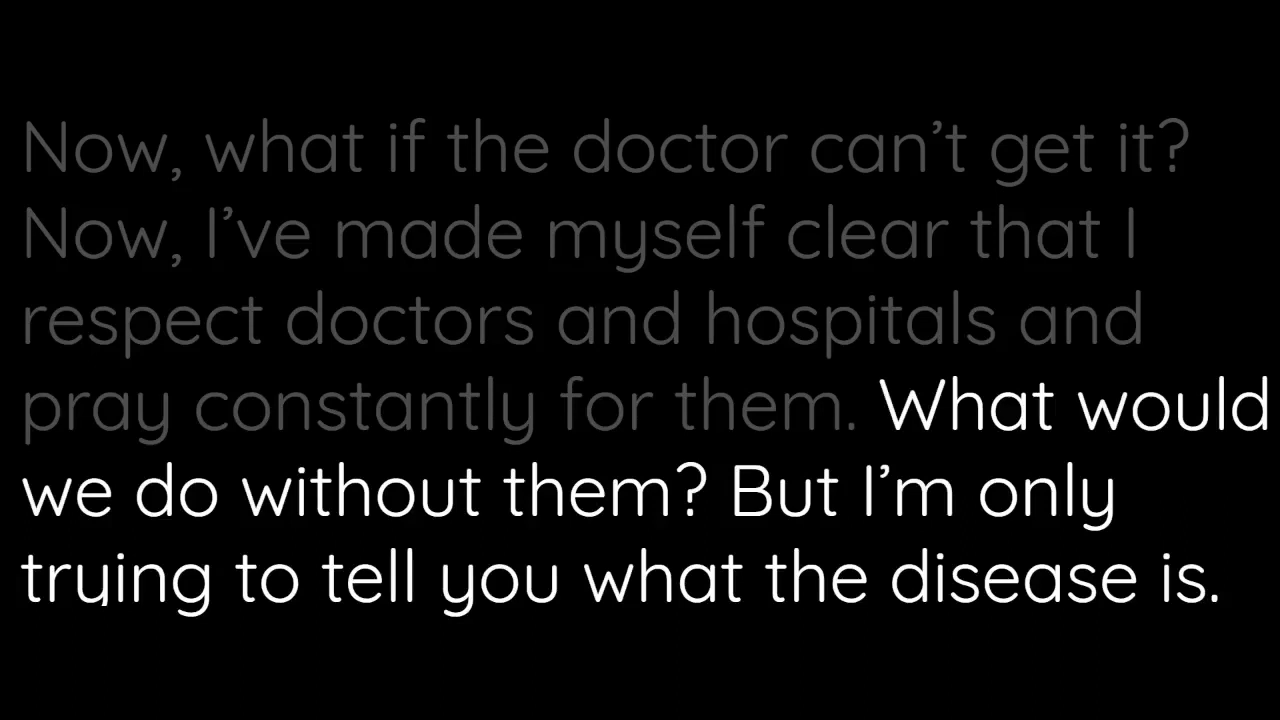 Now, what if the doctor can’t get it?
Now, I’ve made myself clear that I
respect doctors and hospitals and
pray constantly for them. What would
we do without them? But I’m only
trying to tell you what the disease is.